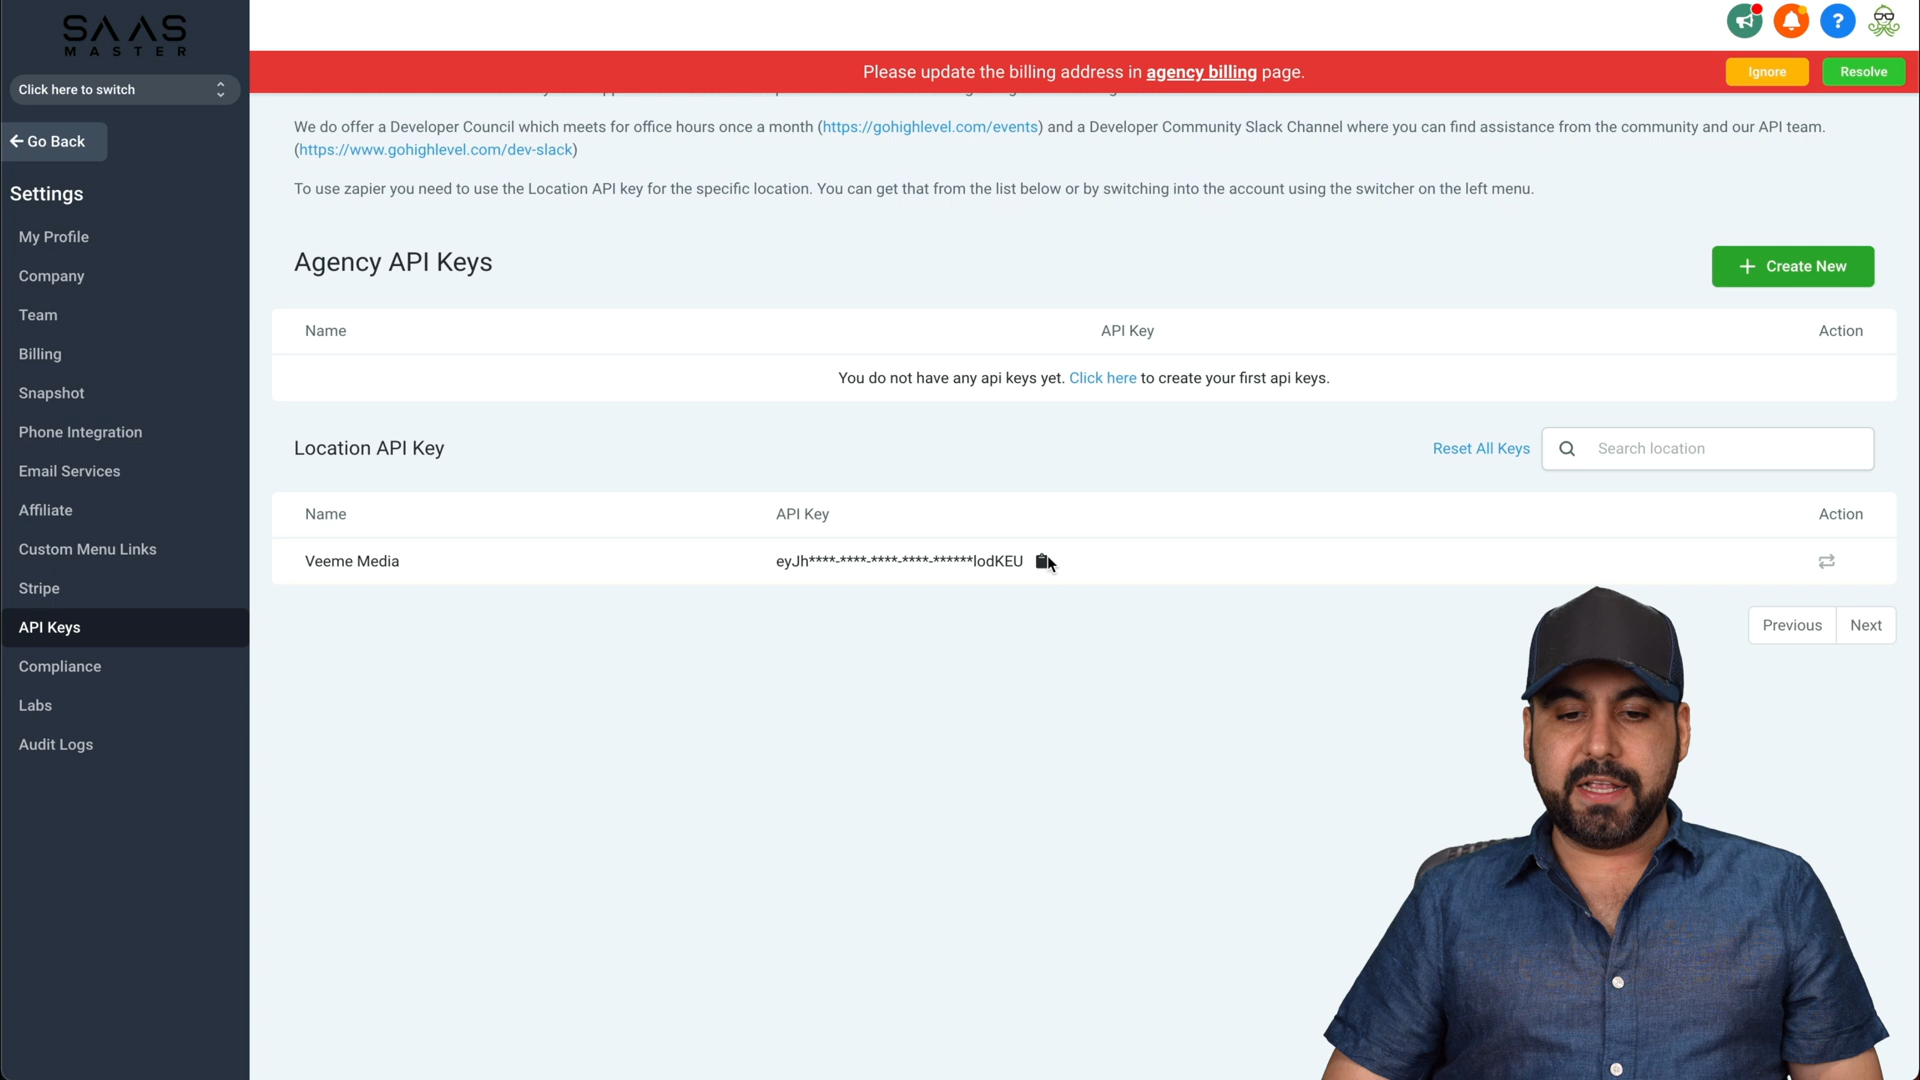 SAAS
MASTER
Click here to switch
Go Back
Settings
My Profile
Company
Team
Billing
Snapshot
Phone Integration
Email Services
Affiliate
Custom Menu Links
Stripe
API Keys
Compliance
Labs
Audit Logs
?
Please update the billing address in agency billing page.
Ignore
Resolve
We do offer a Developer Council which meets for office hours once a month (https://gohighlevel.com/events) and a Developer Community Slack Channel where you can find assistance from the community and our API team.
(https://www.gohighlevel.com/dev-slack)
To use zapier you need to use the Location API key for the specific location. You can get that from the list below or by switching into the account using the switcher on the left menu.
Agency API Keys
+ Create New
Name API Key Action
You do not have any api keys yet. Click here to create your first api keys.
Location API Key
Reset All Keys
Search location
Name API Key Action
Veeme Media eyJh****-****-****-****-******lodKEU
Previous Next